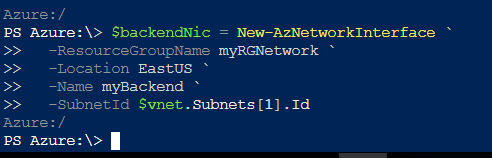 Azure:/
PS Azure:\> $backendNic = New-AzNetworkInterface `
>>   -ResourceGroupName myRGNetwork `
>>   -Location EastUS `
>>   -Name myBackend `
>>   -SubnetId $vnet.Subnets[1].Id
Azure:/
PS Azure:\>